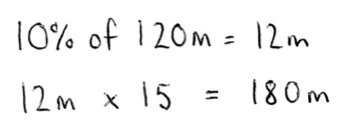 10% of 120m = 12m
12m x 15 = 180m